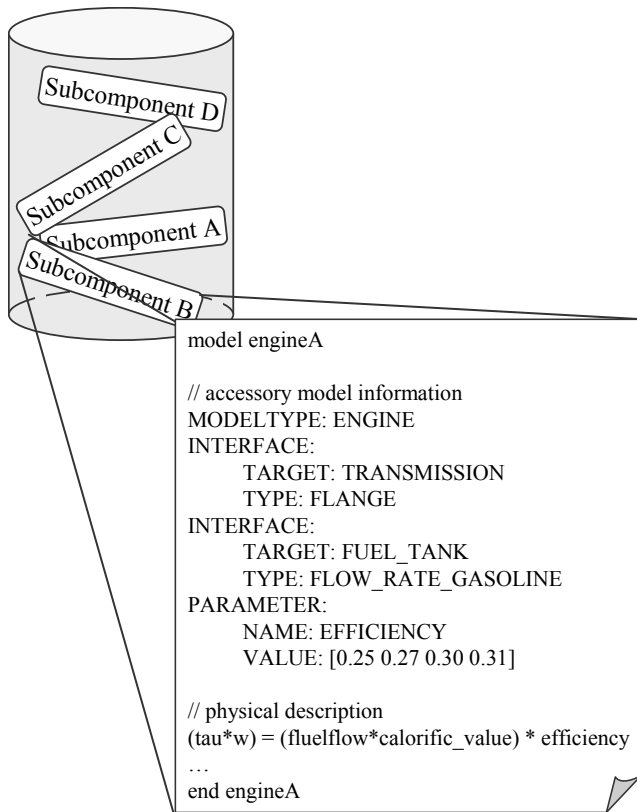 Subcomponent D
Subcomponent C
Subcomponent A
Subcomponent B
model engineA
// accessory model information
MODELTYPE: ENGINE
INTERFACE:
TARGET: TRANSMISSION
TYPE: FLANGE
INTERFACE:
TARGET: FUEL_TANK
TYPE: FLOW_RATE_GASOLINE
PARAMETER:
NAME: EFFICIENCY
VALUE: [0.25 0.27 0.30 0.31]
// physical description
(tau*w) = (fluelflow*calorific_value) * efficiency
…
end engineA